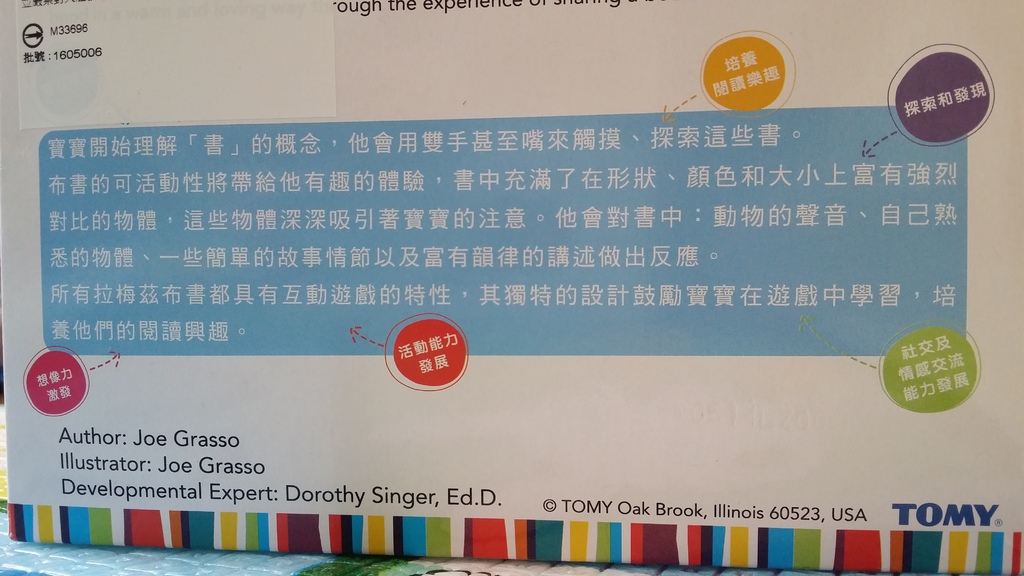 M33696
批號：1605006
in a warm and loving way through the experience of sharing a
培養
閱讀樂趣
探索和發現
寶寶開始理解「書」的概念，他會用雙手甚至嘴來觸摸、探索這些書。
布書的可活動性將帶給他有趣的體驗，書中充滿了在形狀、顏色和大小上富有強烈
對比的物體，這些物體深深吸引著寶寶的注意。他會對書中：動物的聲音、自己熟
悉的物體、一些簡單的故事情節以及富有韻律的講述做出反應。
所有拉梅茲布書都具有互動遊戲的特性，其獨特的設計鼓勵寶寶在遊戲中學習，培
養他們的閱讀興趣。
想像力
激發
活動能力
發展
社交及
情感交流
能力發展
Author: Joe Grasso
Illustrator: Joe Grasso
Developmental Expert: Dorothy Singer, Ed.D.
© TOMY Oak Brook, Illinois 60523, USA
TOMY®